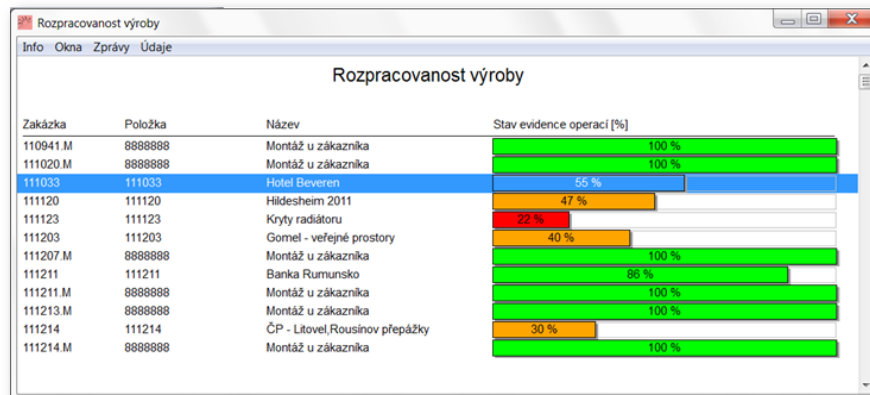 Rozpracovanost výroby
Info Okna Zprávy Údaje
Rozpracovanost výroby
Zakázka Položka Název Stav evidence operací [%]
110941.M 8888888 Montáž u zákazníka 100 %
111020.M 8888888 Montáž u zákazníka 100 %
111033 111033 Hotel Beveren 55 %
111120 111120 Hildesheim 2011 47 %
111123 111123 Kryty radiátoru 22 %
111203 111203 Gomel - veřejné prostory 40 %
111207.M 8888888 Montáž u zákazníka 100 %
111211 111211 Banka Rumunsko 86 %
111211.M 8888888 Montáž u zákazníka 100 %
111213.M 8888888 Montáž u zákazníka 100 %
111214 111214 ČP - Litovel,Rousínov přepážky 30 %
111214.M 8888888 Montáž u zákazníka 100 %